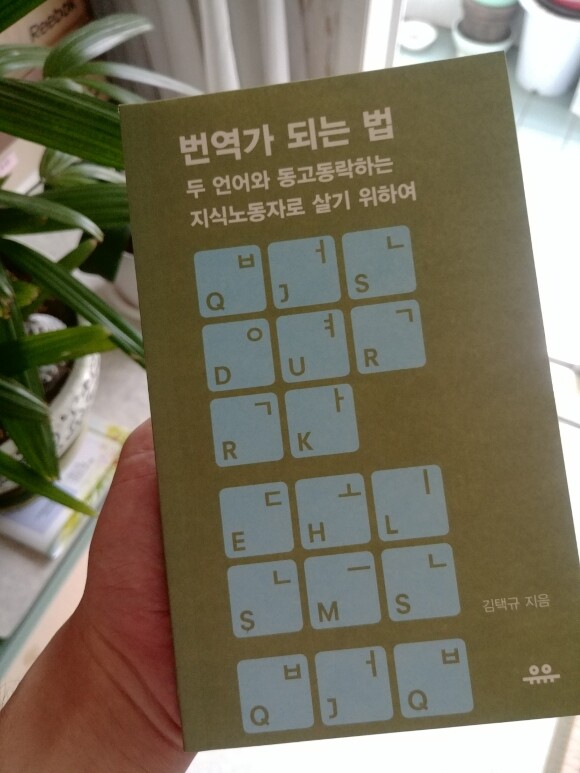 Reebok
번역가 되는 법
두 언어와 동고동락하는
지식노동자로 살기 위하여
ㅂ ㅓ ㄴ
Q J S
ㅇ ㅕ ㄱ
D U R
ㄱ ㅏ
R K
ㄷ ㅗ ㅣ
E H L
ㄴ ㅡ ㄴ
S M S
김택규 지음
ㅂ ㅓ ㅂ
Q J Q